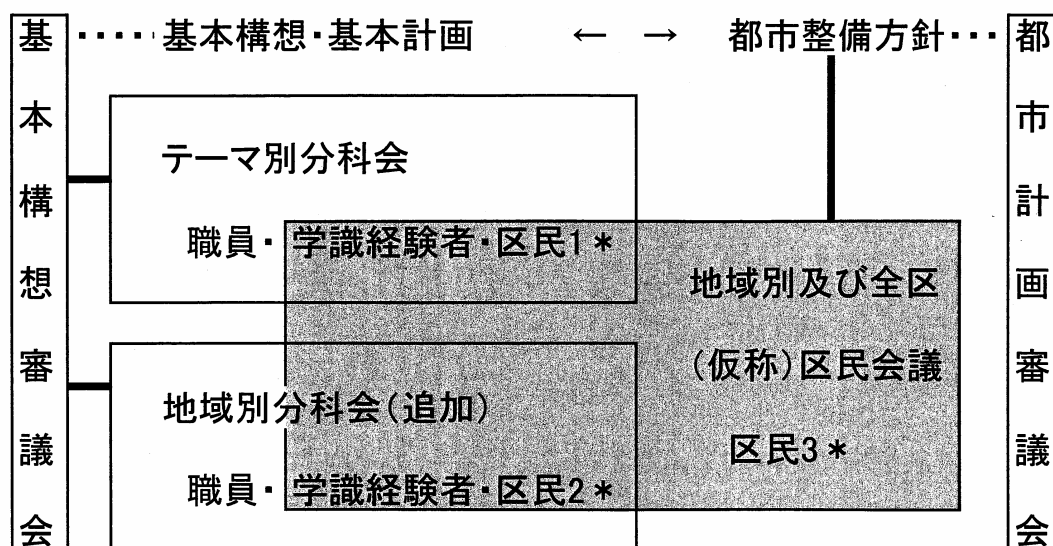 基本構想審議会
・・・・・基本構想・基本計画 ← → 都市整備方針・・・
テーマ別分科会
職員・学識経験者・区民1*
地域別及び全区
(仮称)区民会議
区民3*
地域別分科会(追加)
職員・学識経験者・区民2*
都市計画審議会